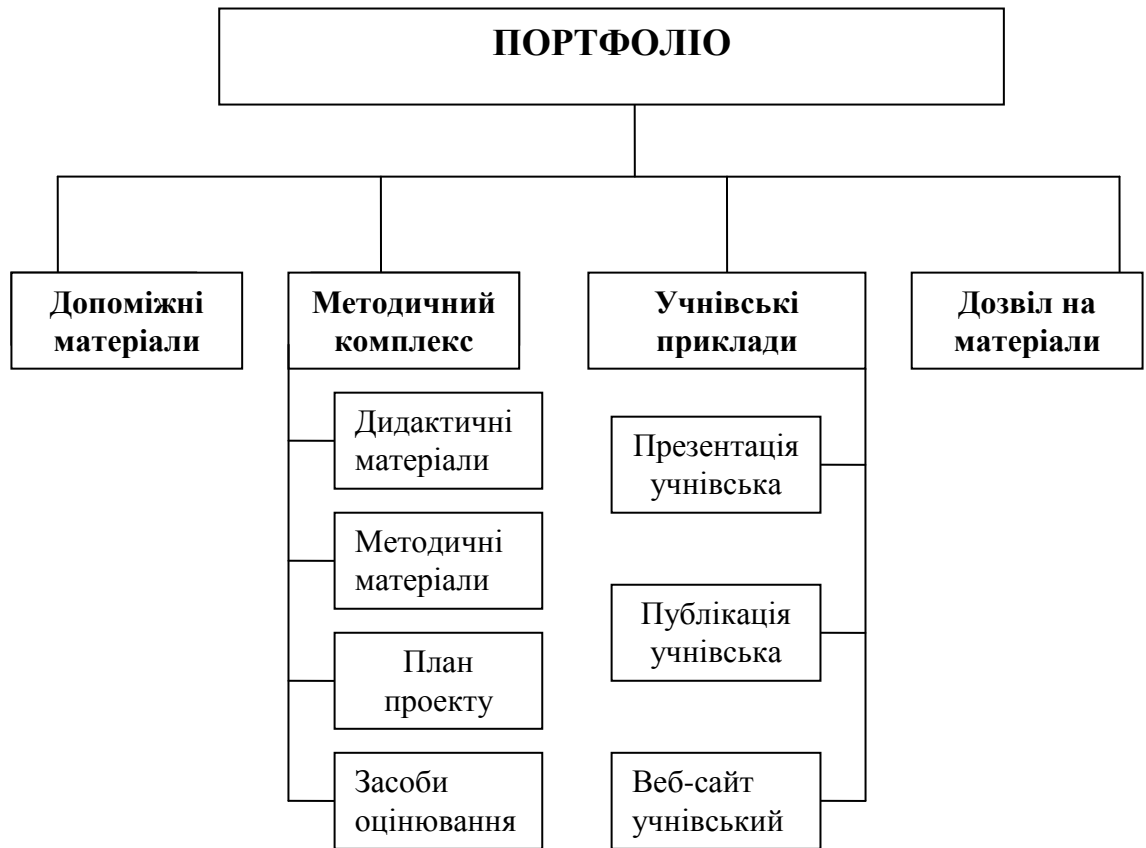 ПОРТФОЛІО
Допоміжні
матеріали
Методичний
комплекс
Учнівські
приклади
Дозвіл на
матеріали
Дидактичні
матеріали
Методичні
матеріали
План
проекту
Засоби
оцінювання
Презентація
учнівська
Публікація
учнівська
Веб-сайт
учнівський